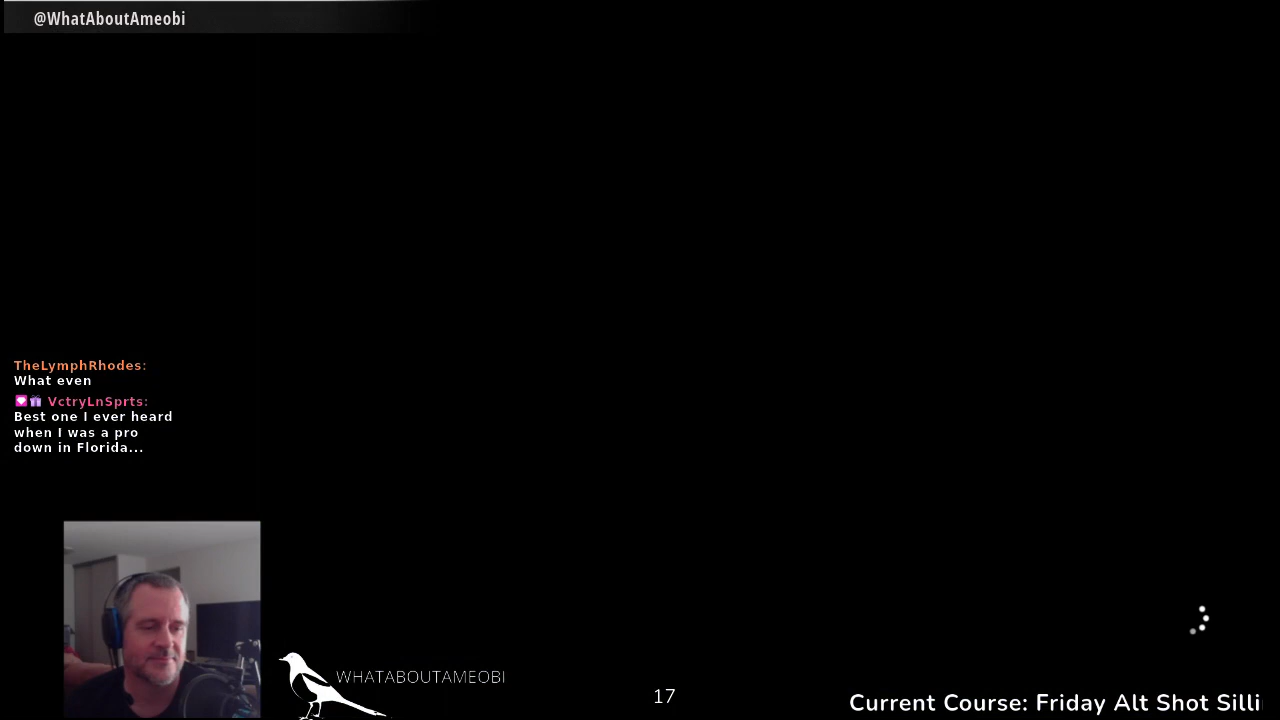 @WhatAboutAmeobi
TheLymphRhodes:
What even
VctryLnSprts:
Best one I ever heard
when I was a pro
down in Florida...
WHATABOUTAMEOBI
17
Current Course: Friday Alt Shot Silli